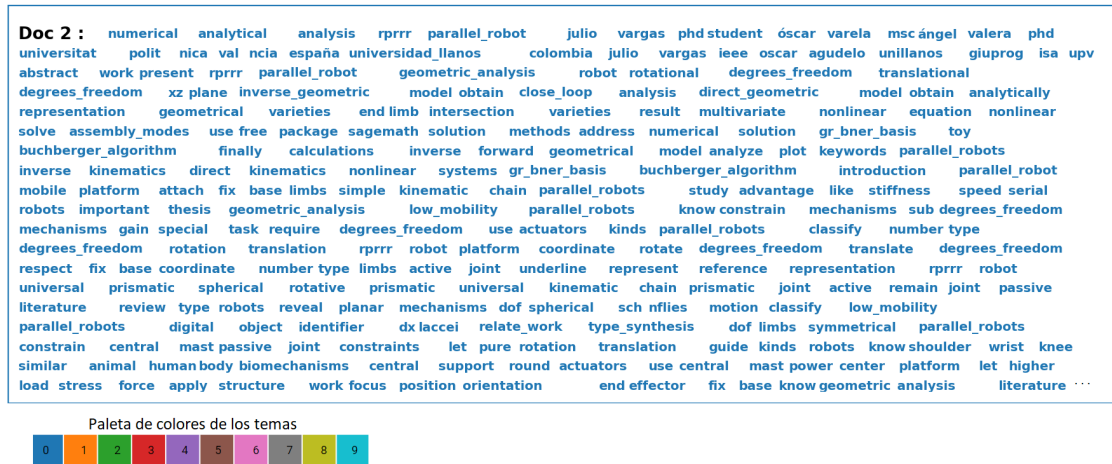 Doc 2 : numerical analytical analysis rprrr parallel_robot julio vargas phd student óscar varela msc ángel valera phd
universitat polit nica val ncia españa universidad_llanos colombia julio vargas ieee oscar agudelo unillanos giuprog isa upv
abstract work present rprrr parallel_robot geometric_analysis robot rotational degrees_freedom translational
degrees_freedom xz plane inverse_geometric model obtain close_loop analysis direct_geometric model obtain analytically
representation geometrical varieties end limb intersection varieties result multivariate nonlinear equation nonlinear
solve assembly_modes use free package sagemath solution methods address numerical solution gr_bner_basis toy
buchberger_algorithm finally calculations inverse forward geometrical model analyze plot keywords parallel_robots
inverse kinematics direct kinematics nonlinear systems gr_bner_basis buchberger_algorithm introduction parallel_robot
mobile platform attach fix base limbs simple kinematic chain parallel_robots study advantage like stiffness speed serial
robots important thesis geometric_analysis low_mobility parallel_robots know constrain mechanisms sub degrees_freedom
mechanisms gain special task require degrees_freedom use actuators kinds parallel_robots classify number type
degrees_freedom rotation translation rprrr robot platform coordinate rotate degrees_freedom translate degrees_freedom
respect fix base coordinate number type limbs active joint underline represent reference representation rprrr robot
universal prismatic spherical rotative prismatic universal kinematic chain prismatic joint active remain joint passive
literature review type robots reveal planar mechanisms dof spherical sch nflies motion classify low_mobility
parallel_robots digital object identifier dx laccei relate_work type_synthesis dof limbs symmetrical parallel_robots
constrain central mast passive joint constraints let pure rotation translation guide kinds robots know shoulder wrist knee
similar animal human body biomechanisms central support round actuators use central mast power center platform let higher
load stress force apply structure work focus position orientation end effector fix base know geometric analysis literature ...
Paleta de colores de los temas
0 1 2 3 4 5 6 7 8 9